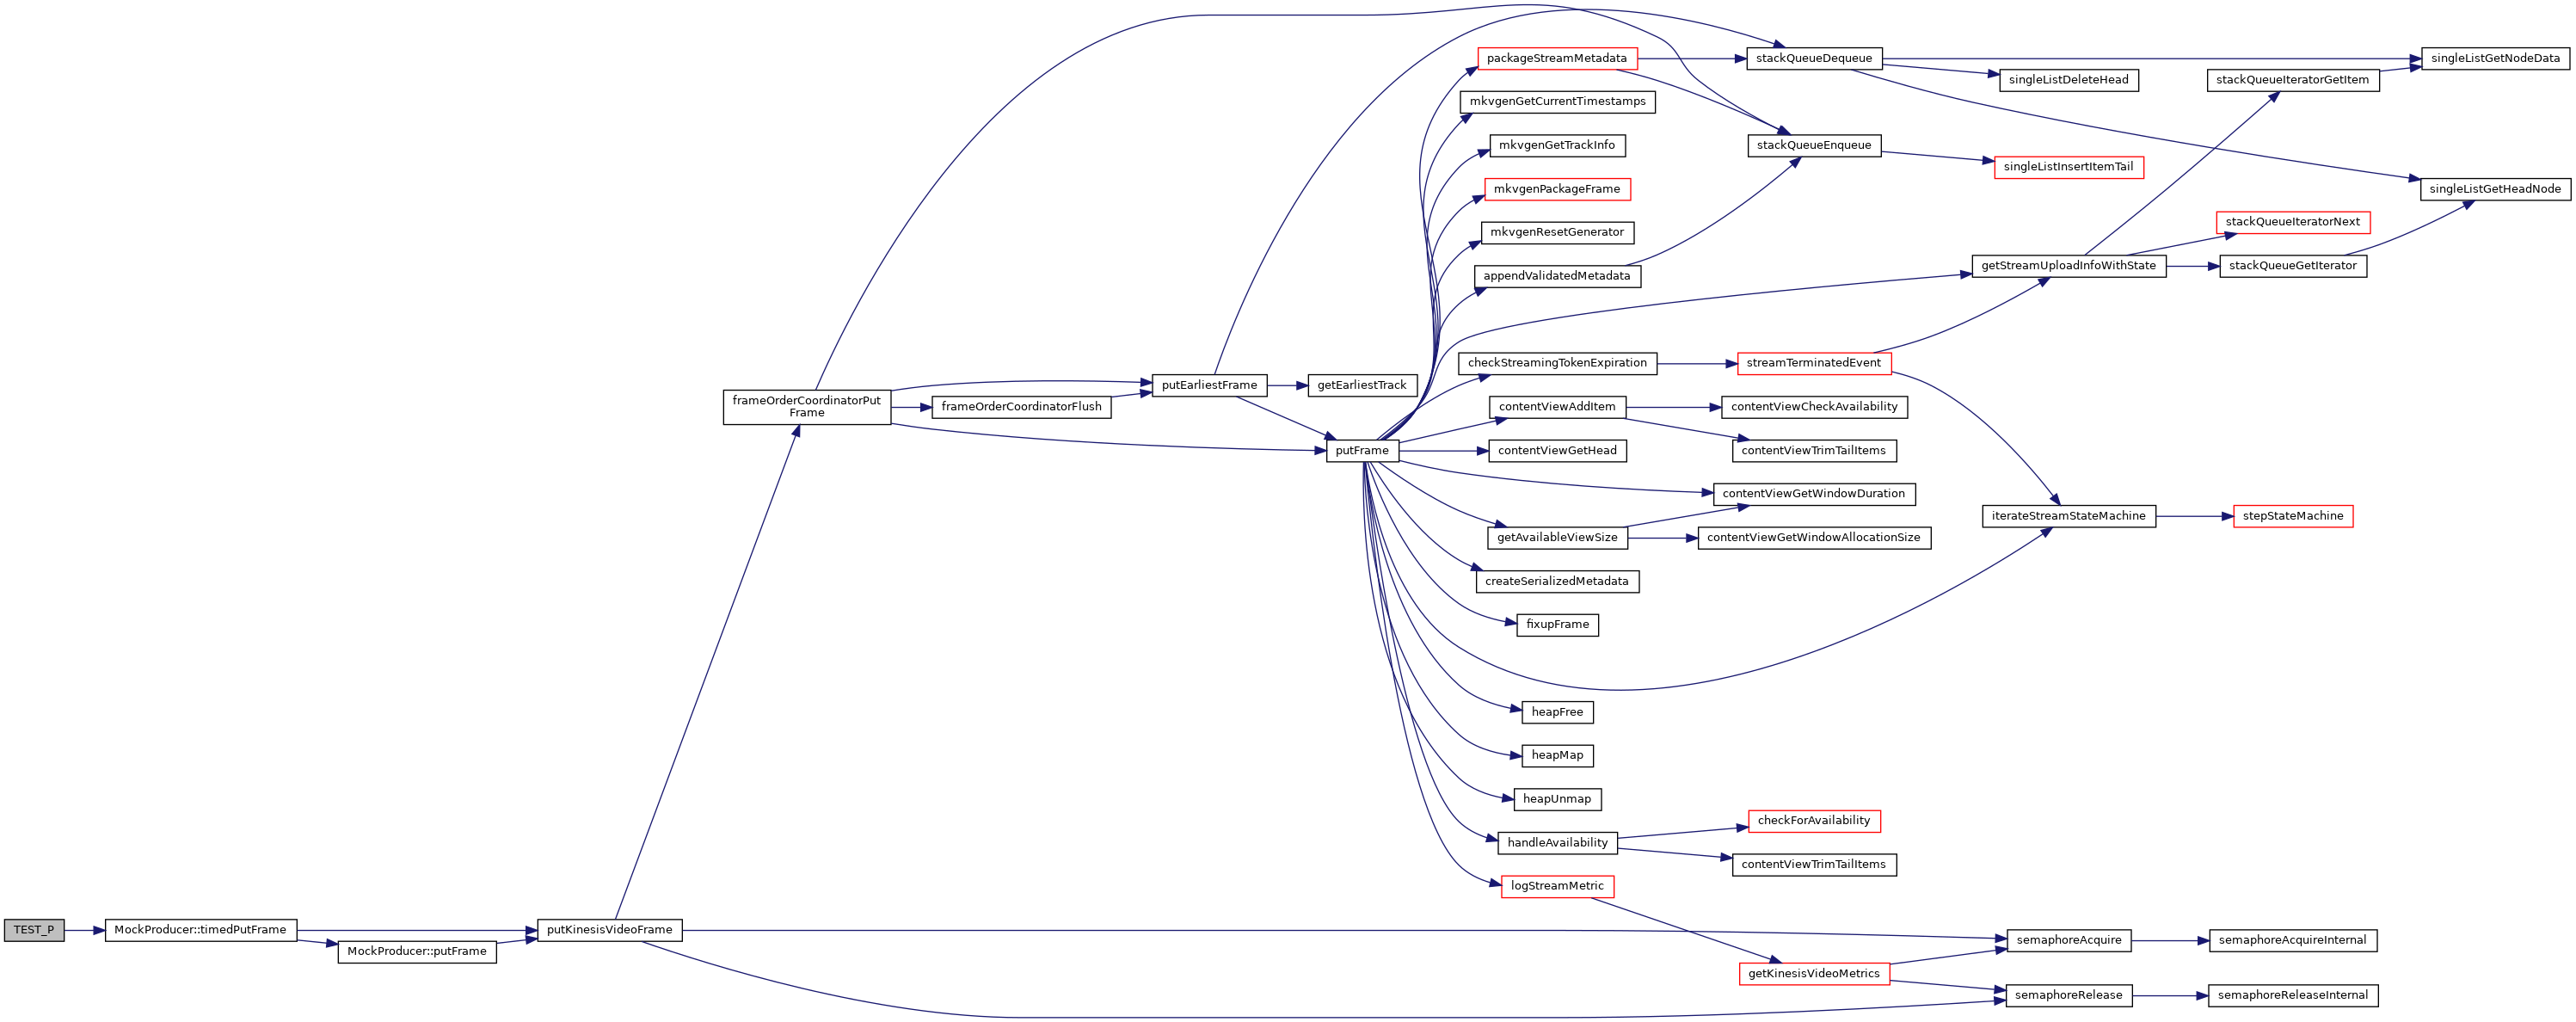 TEST_P
MockProducer::timedPutFrame
MockProducer::putFrame
putKinesisVideoFrame
frameOrderCoordinatorPut
Frame
frameOrderCoordinatorFlush
putEarliestFrame
getEarliestTrack
putFrame
packageStreamMetadata
mkvgenGetCurrentTimestamps
mkvgenGetTrackInfo
mkvgenPackageFrame
mkvgenResetGenerator
appendValidatedMetadata
checkStreamingTokenExpiration
contentViewAddItem
contentViewGetHead
getAvailableViewSize
createSerializedMetadata
fixupFrame
heapFree
heapMap
heapUnmap
handleAvailability
logStreamMetric
stackQueueDequeue
stackQueueEnqueue
streamTerminatedEvent
contentViewCheckAvailability
contentViewTrimTailItems
contentViewGetWindowDuration
contentViewGetWindowAllocationSize
checkForAvailability
contentViewTrimTailItems
getKinesisVideoMetrics
singleListDeleteHead
singleListInsertItemTail
getStreamUploadInfoWithState
iterateStreamStateMachine
semaphoreAcquire
semaphoreRelease
stackQueueIteratorGetItem
stackQueueIteratorNext
stackQueueGetIterator
stepStateMachine
semaphoreAcquireInternal
semaphoreReleaseInternal
singleListGetNodeData
singleListGetHeadNode